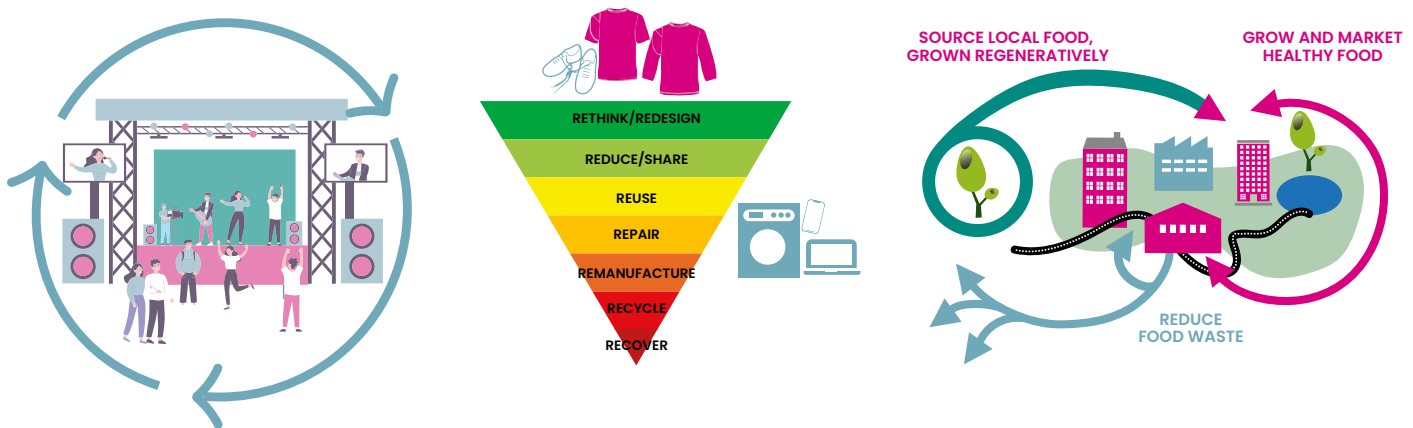 RETHINK/REDESIGN
REDUCE/SHARE
REUSE
REPAIR
REMANUFACTURE
RECYCLE
RECOVER
SOURCE LOCAL FOOD,
GROWN REGENERATIVELY
GROW AND MARKET
HEALTHY FOOD
REDUCE
FOOD WASTE